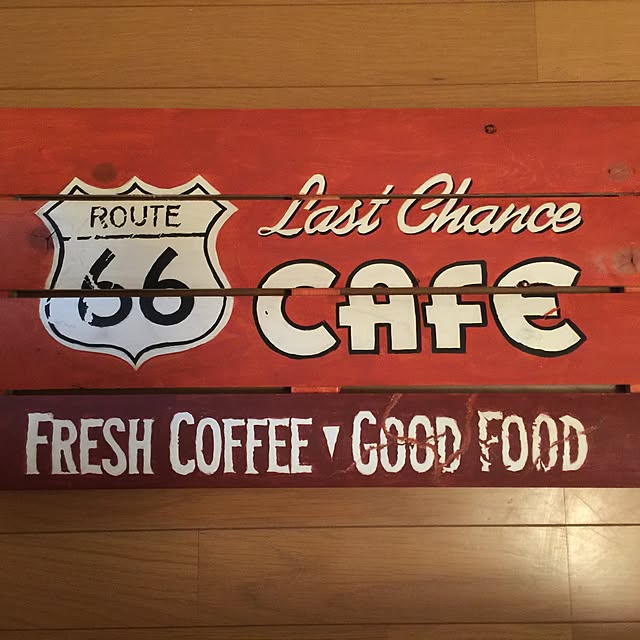 ROUTE
66
Last Chance
CAFE
FRESH COFFEE ▼ GOOD FOOD